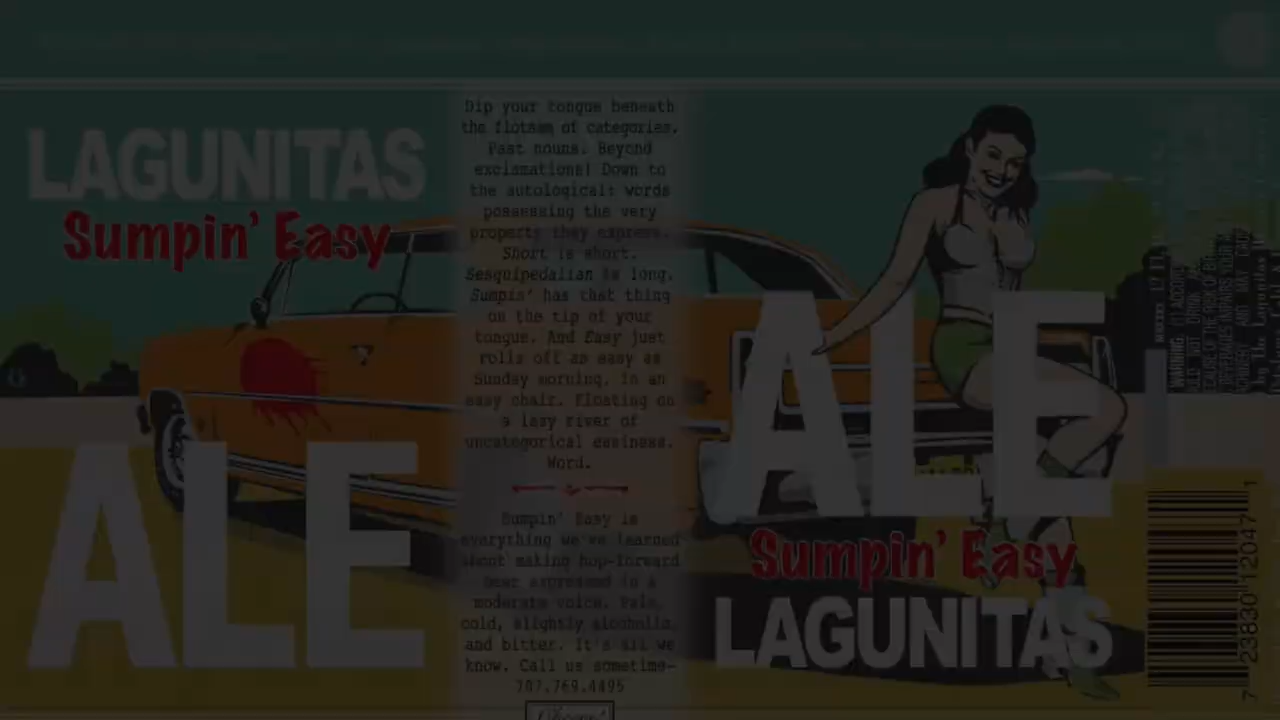 LAGUNITAS
Sumpin' Easy
ALE
Dip your tongue beneath
the flotsam of categories.
Past nouns. Beyond
exclamations! Down to
the autological: words
possessing the very
property they express.
Short is short.
Sesquipedalian is long.
Sumpin' has that thing
on the tip of your
tongue. And Easy just
rolls off as easy as
Sunday morning, in an
easy chair. Floating on
a lazy river of
uncategorical easiness.
Word.
Sumpin' Easy is
everything we've learned
about making hop-forward
beer expressed in a
moderate voice. Pale,
cold, slightly alcoholic,
and bitter. It's all we
know. Call us sometime-
707.769.4495
Cheers!
ALE
Sumpin' Easy
LAGUNITAS
7 23830 12047 1